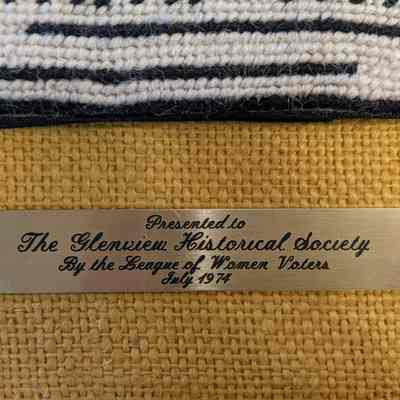 Presented to
The Glenview Historical Society
By the League of Women Voters
July 1974